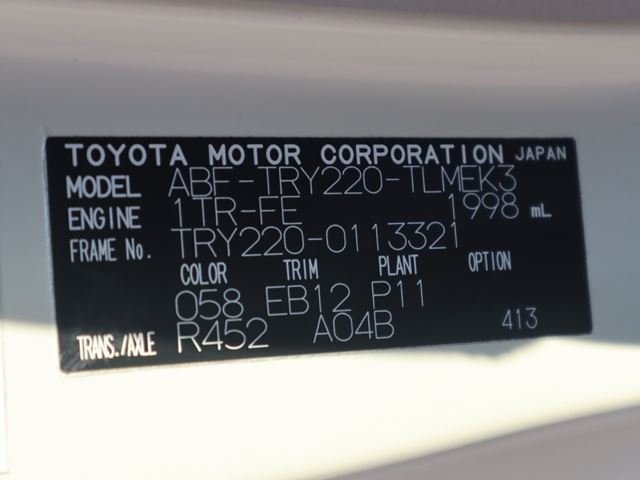 TOYOTA MOTOR CORPORATION JAPAN
MODEL ABF-TRY220-TLMEK3
ENGINE 1TR-FE 1998 mL
FRAME No. TRY220-0113321
COLOR TRIM PLANT OPTION
058 EB12 P11
TRANS./AXLE R452 A04B 413